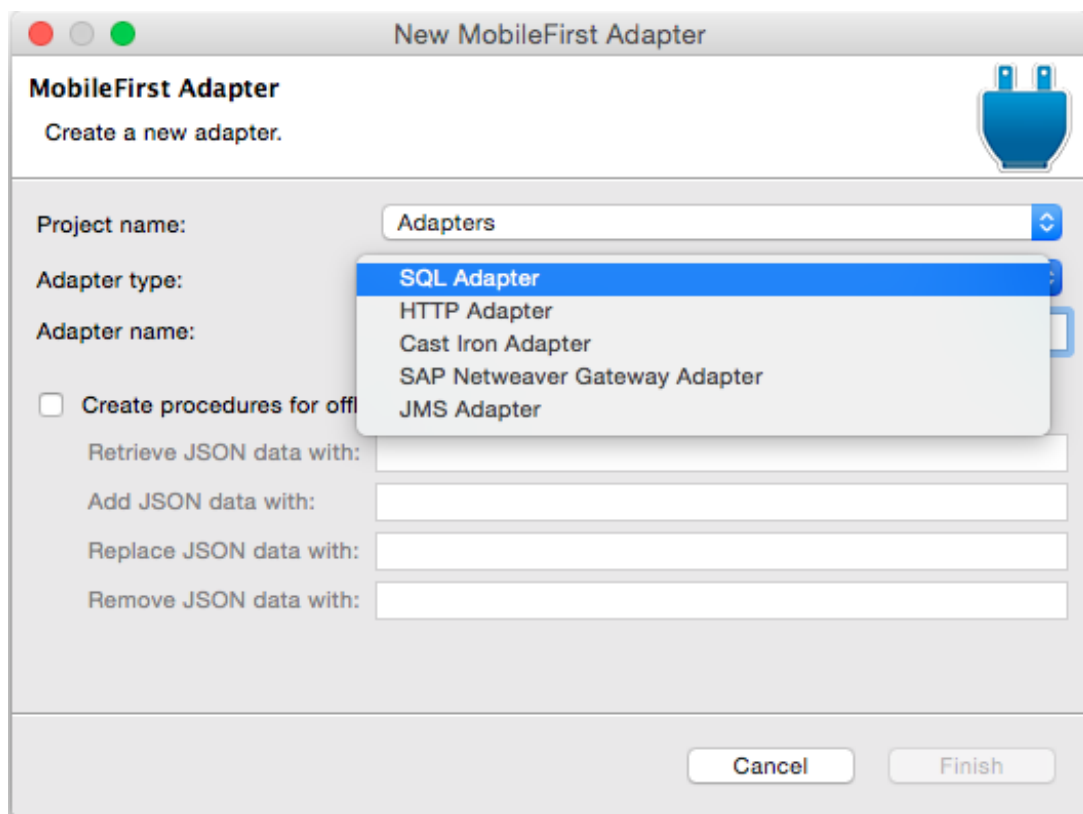 New MobileFirst Adapter
MobileFirst Adapter
Create a new adapter.
Project name:
Adapters
Adapter type:
SQL Adapter
HTTP Adapter
Adapter name:
Cast Iron Adapter
SAP Netweaver Gateway Adapter
Create procedures for offl
JMS Adapter
Retrieve JSON data with:
Add JSON data with:
Replace JSON data with:
Remove JSON data with:
Cancel
Finish